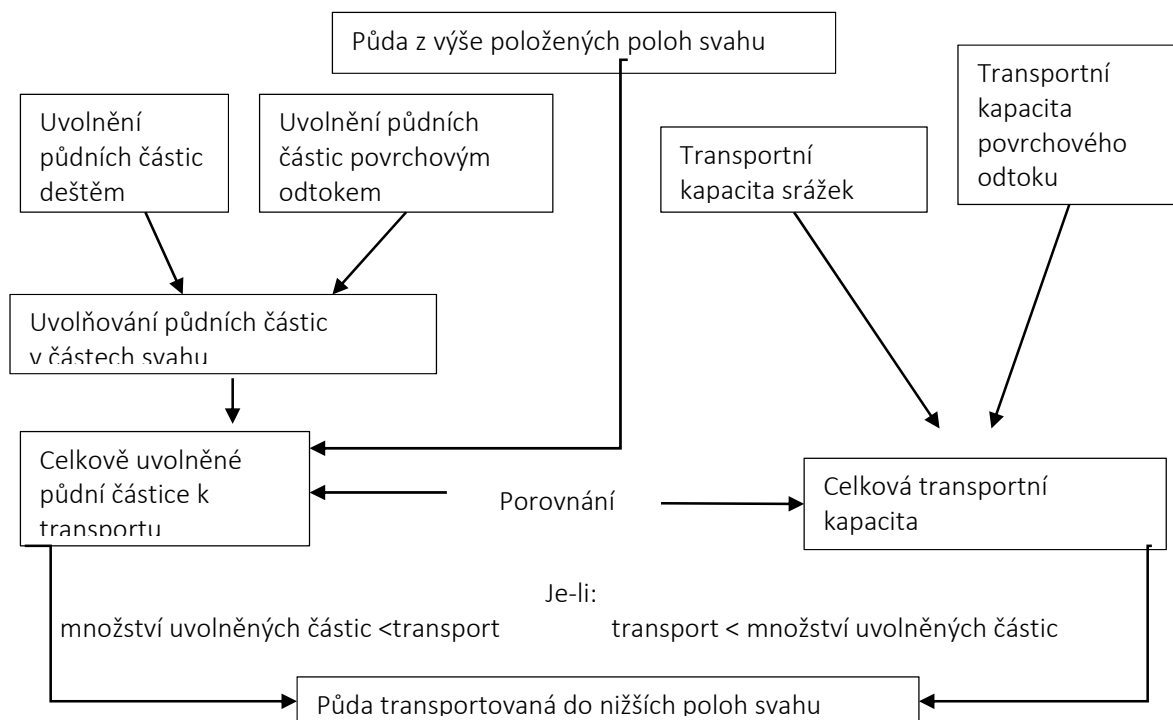 Půda z výše položených poloh svahu
Uvolnění
půdních částic
deštěm
Uvolnění půdních
částic povrchovým
odtokem
Transportní
kapacita srážek
Transportní
kapacita
povrchového
odtoku
Uvolňování půdních částic
v částech svahu
Celkově uvolněné
půdní částice k
transportu
Porovnání
Celková transportní
kapacita
Je-li:
množství uvolněných částic <transport
transport < množství uvolněných částic
Půda transportovaná do nižších poloh svahu